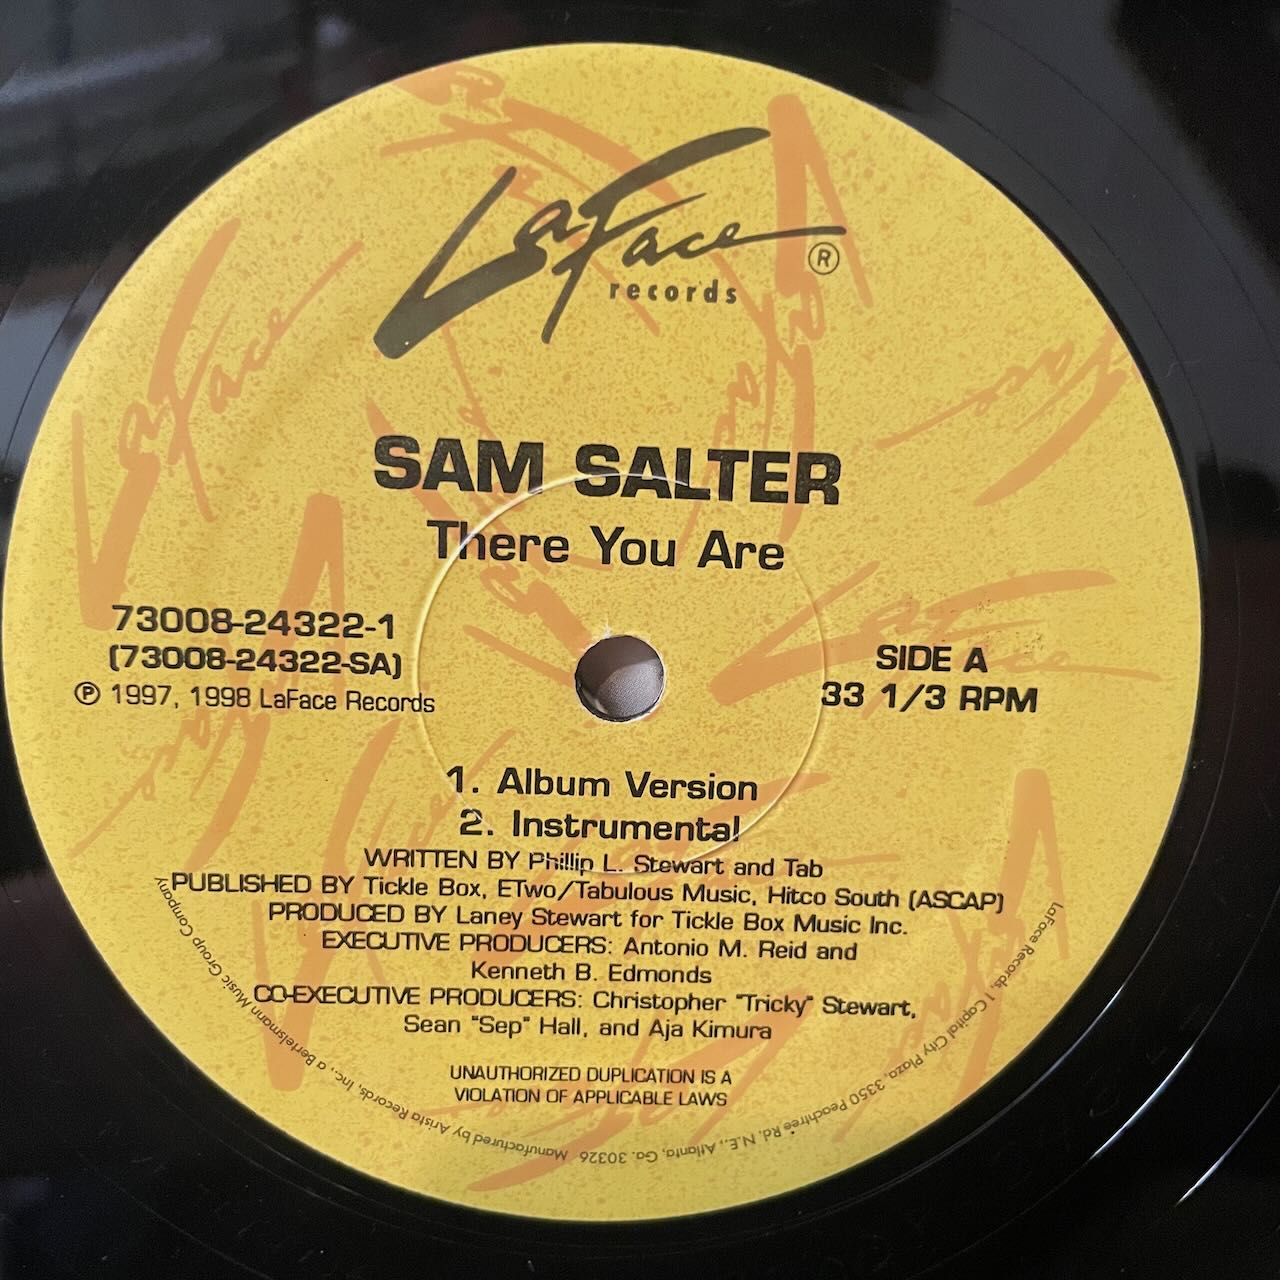 LaFace
records ®
SAM SALTER
There You Are
73008-24322-1
(73008-24322-SA)
℗ 1997, 1998 LaFace Records
SIDE A
33 1/3 RPM
1. Album Version
2. Instrumental
WRITTEN BY Phillip L. Stewart and Tab
PUBLISHED BY Tickle Box, ETwo/Tabulous Music, Hitco South (ASCAP)
PRODUCED BY Laney Stewart for Tickle Box Music Inc.
EXECUTIVE PRODUCERS: Antonio M. Reid and
Kenneth B. Edmonds
CO-EXECUTIVE PRODUCERS: Christopher "Tricky" Stewart,
Sean "Sep" Hall, and Aja Kimura
UNAUTHORIZED DUPLICATION IS A
VIOLATION OF APPLICABLE LAWS
LaFace Records, 1 Capital City Plaza, 3350 Peachtree Rd. N.E., Atlanta, Ga. 30326 Manufactured by Arista Records, Inc., a Bertelsmann Music Group Company